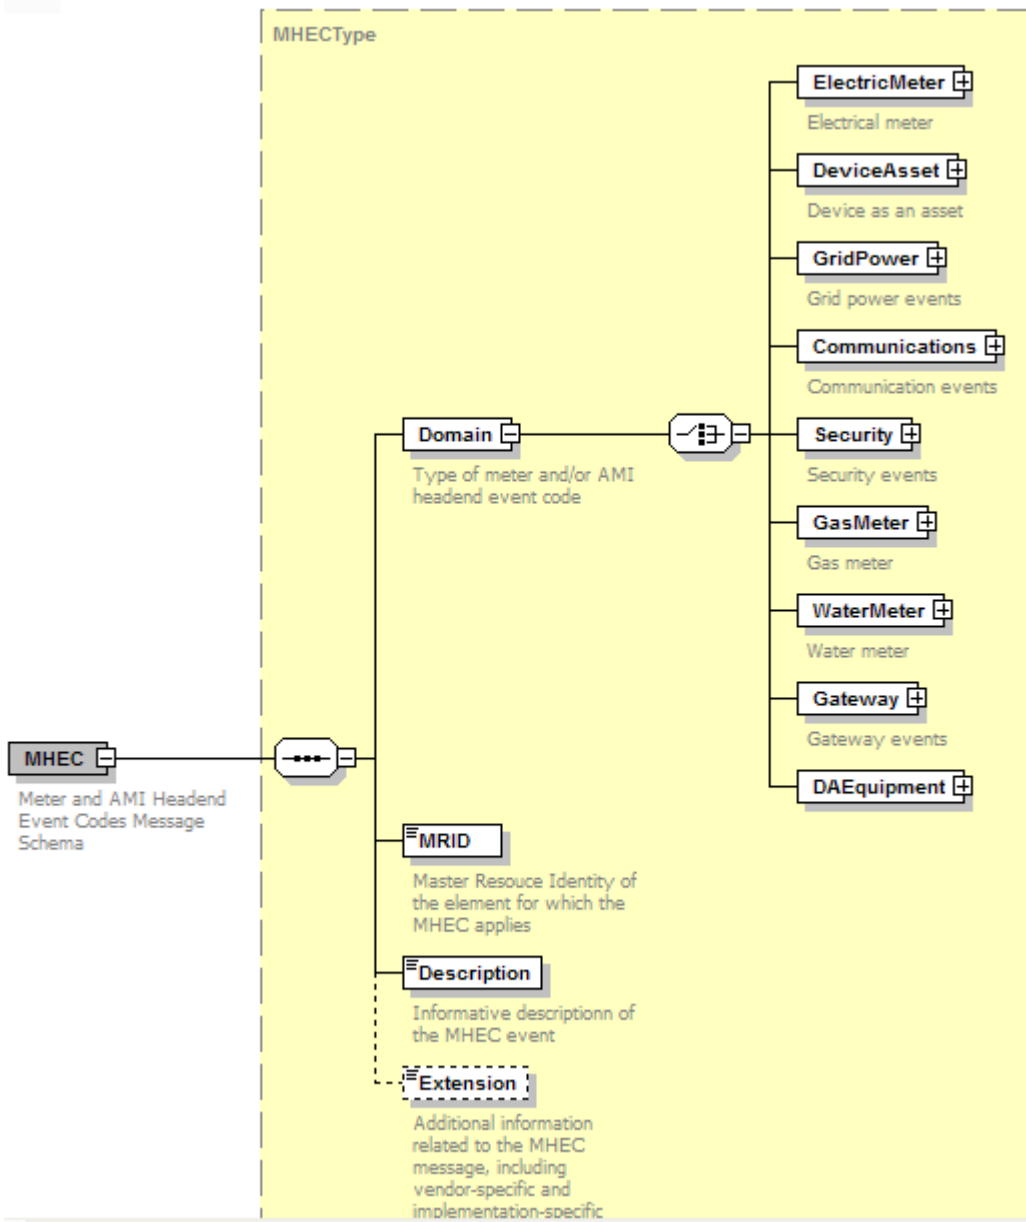 MHECType
ElectricMeter
Electrical meter
DeviceAsset
Device as an asset
GridPower
Grid power events
Communications
Communication events
Domain
Type of meter and/or AMI
headend event code
Security
Security events
GasMeter
Gas meter
WaterMeter
Water meter
Gateway
Gateway events
DAEquipment
MHEC
Meter and AMI Headend
Event Codes Message
Schema
MRID
Master Resouce Identity of
the element for which the
MHEC applies
Description
Informative descriptionn of
the MHEC event
Extension
Additional information
related to the MHEC
message, including
vendor-specific and
implementation-specific